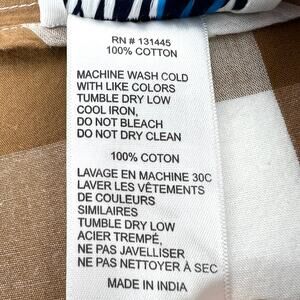 RN # 131445
100% COTTON
MACHINE WASH COLD
WITH LIKE COLORS
TUMBLE DRY LOW
COOL IRON,
DO NOT BLEACH
DO NOT DRY CLEAN
100% COTON
LAVAGE EN MACHINE 30C
LAVER LES VÊTEMENTS
DE COULEURS
SIMILAIRES
TUMBLE DRY LOW
ACIER TREMPÉ,
NE PAS JAVELLISER
NE PAS NETTOYER À SEC
MADE IN INDIA